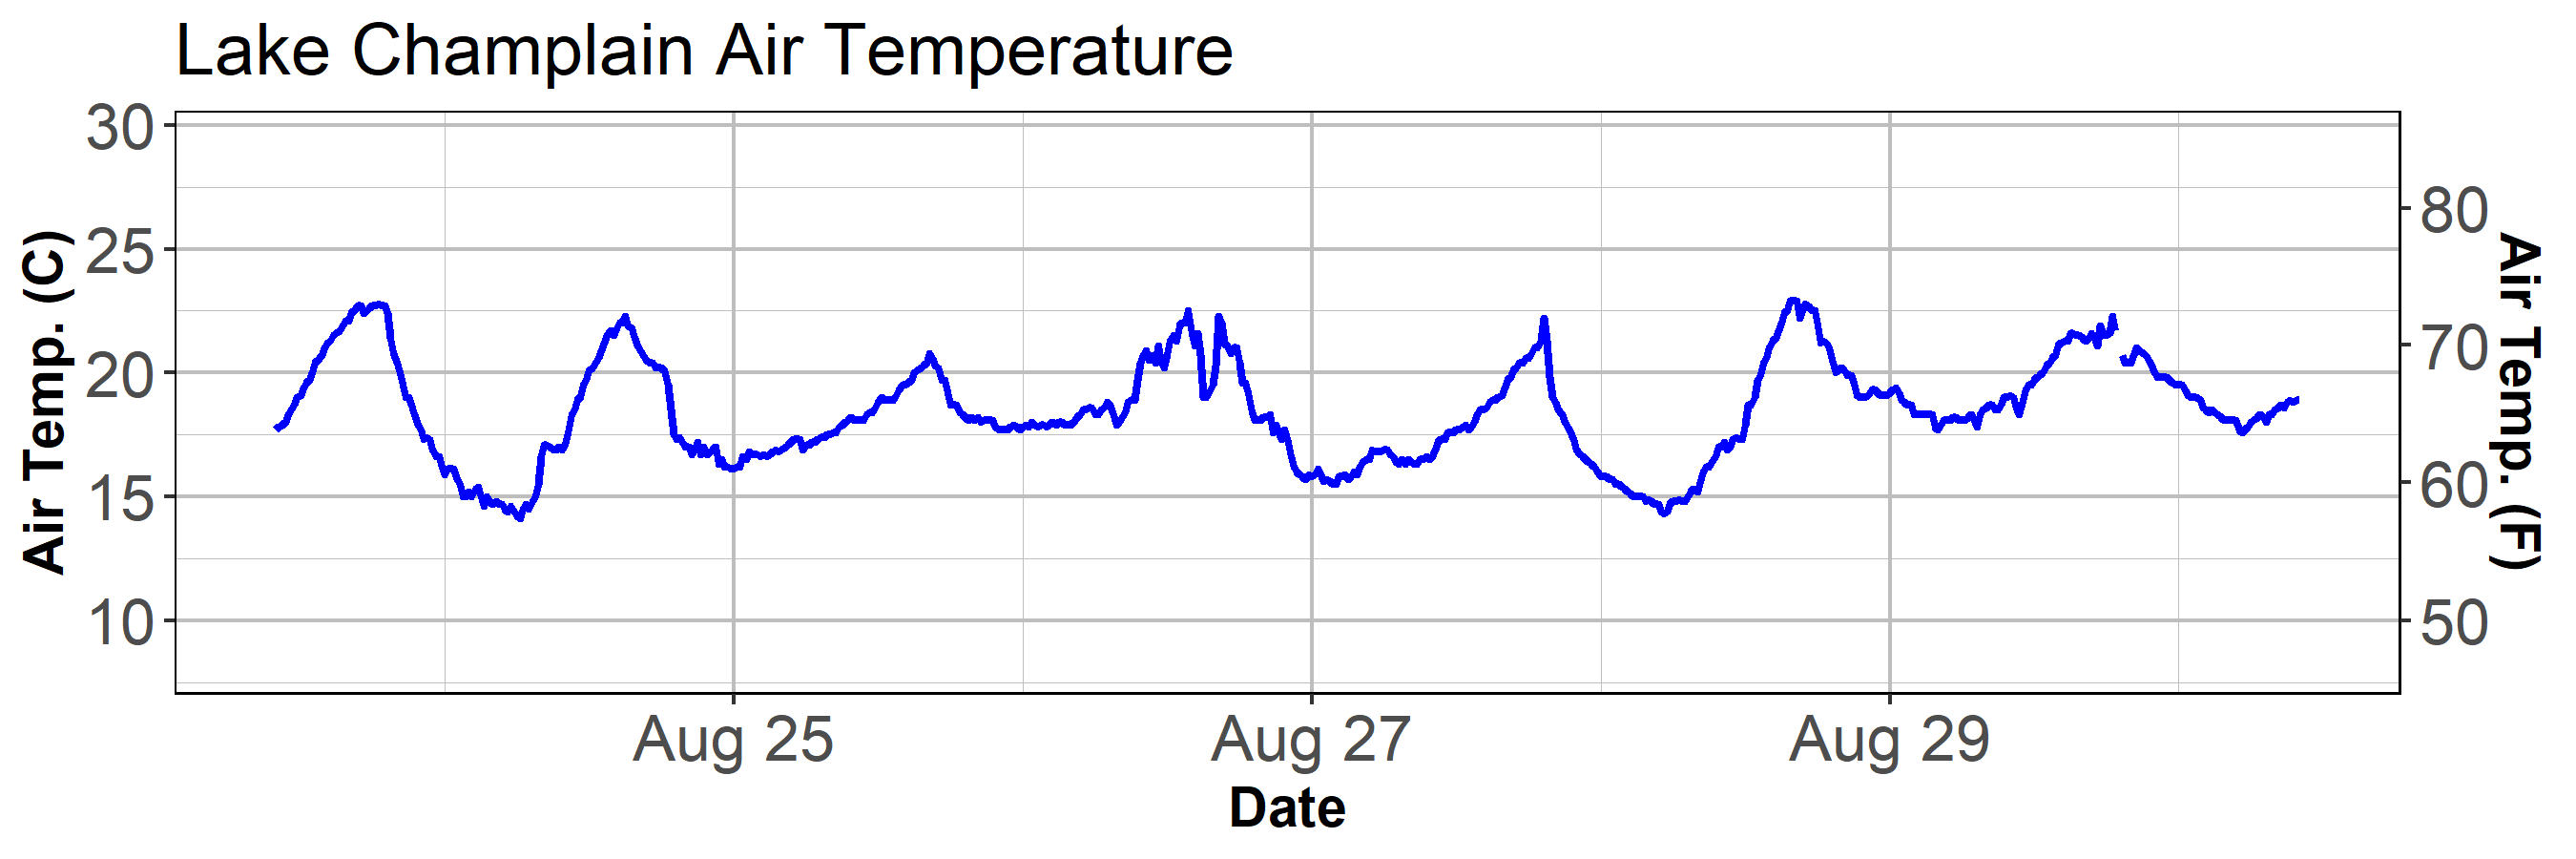 Lake Champlain Air Temperature
30
25
20
15
10
Air Temp. (C)
80
70
60
50
Air Temp. (F)
Aug 25
Aug 27
Aug 29
Date